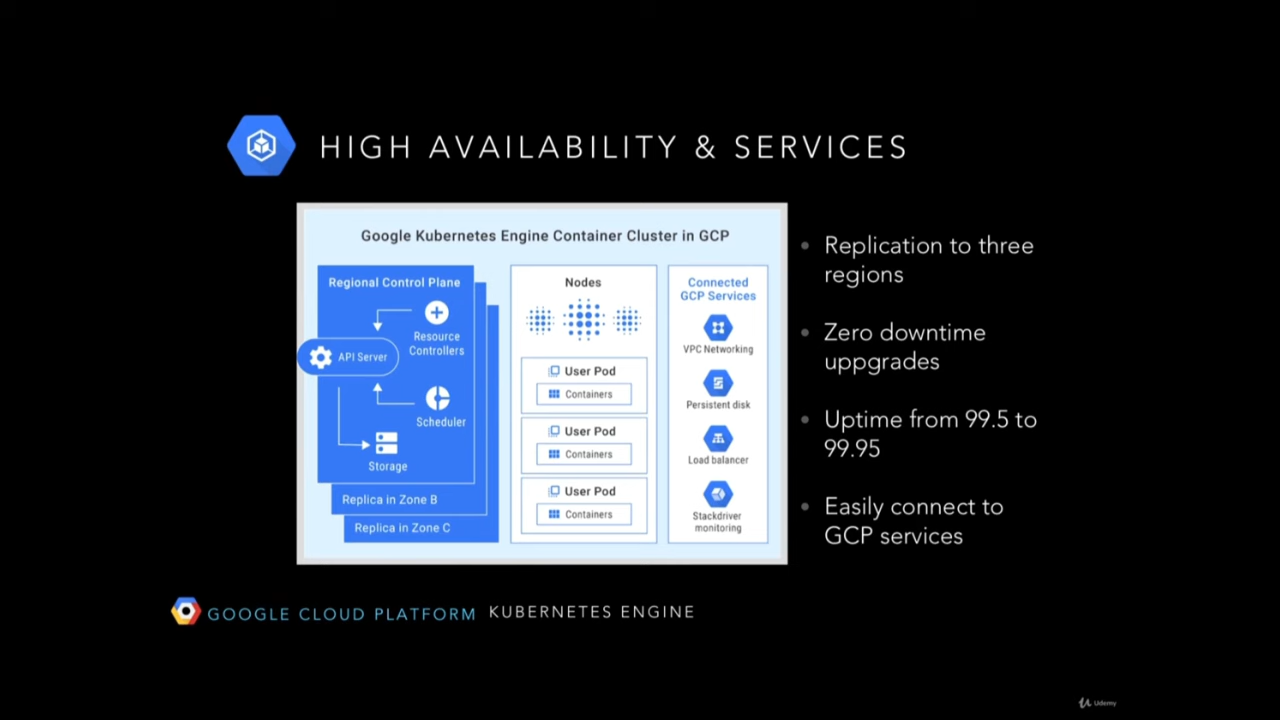 HIGH AVAILABILITY & SERVICES
Google Kubernetes Engine Container Cluster in GCP
Regional Control Plane
Resource
Controllers
API Server
Scheduler
Storage
Replica in Zone B
Replica in Zone C
Nodes
User Pod
Containers
User Pod
Containers
User Pod
Containers
Connected
GCP Services
VPC Networking
Persistent disk
Load balancer
Stackdriver
monitoring
Replication to three
regions
Zero downtime
uppgrades
Uptime from 99.5 to
99.95
Easily connect to
GCP services
GOOGLE CLOUD PLATFORM KUBERNETES ENGINE
Udemy